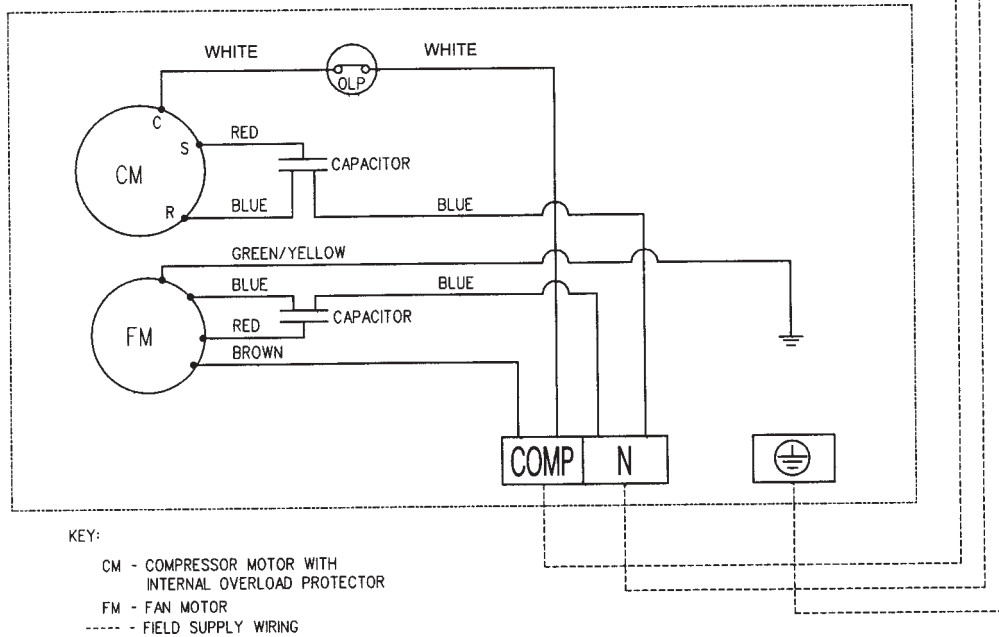 WHITE
WHITE
OLP
C
S
RED
CAPACITOR
CM
R
BLUE
BLUE
GREEN/YELLOW
BLUE
BLUE
CAPACITOR
FM
RED
BROWN
COMP
N
KEY:
CM - COMPRESSOR MOTOR WITH
INTERNAL OVERLOAD PROTECTOR
FM - FAN MOTOR
----- - FIELD SUPPLY WIRING